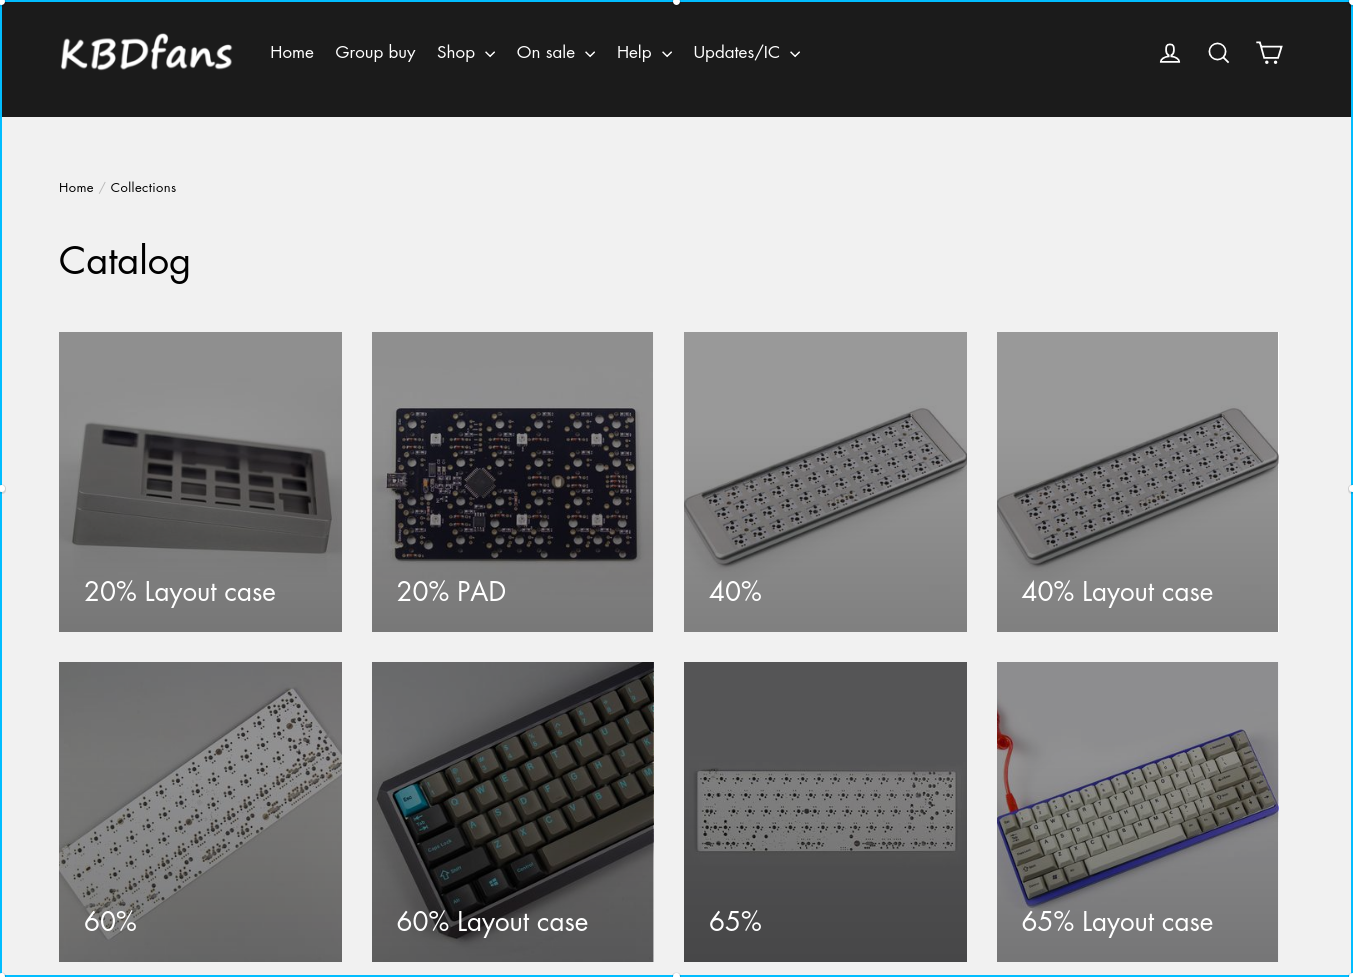 KBDfans
Home Group buy Shop On sale Help Updates/IC
Home / Collections
Catalog
20% Layout case
20% PAD
40%
40% Layout case
60%
60% Layout case
65%
65% Layout case